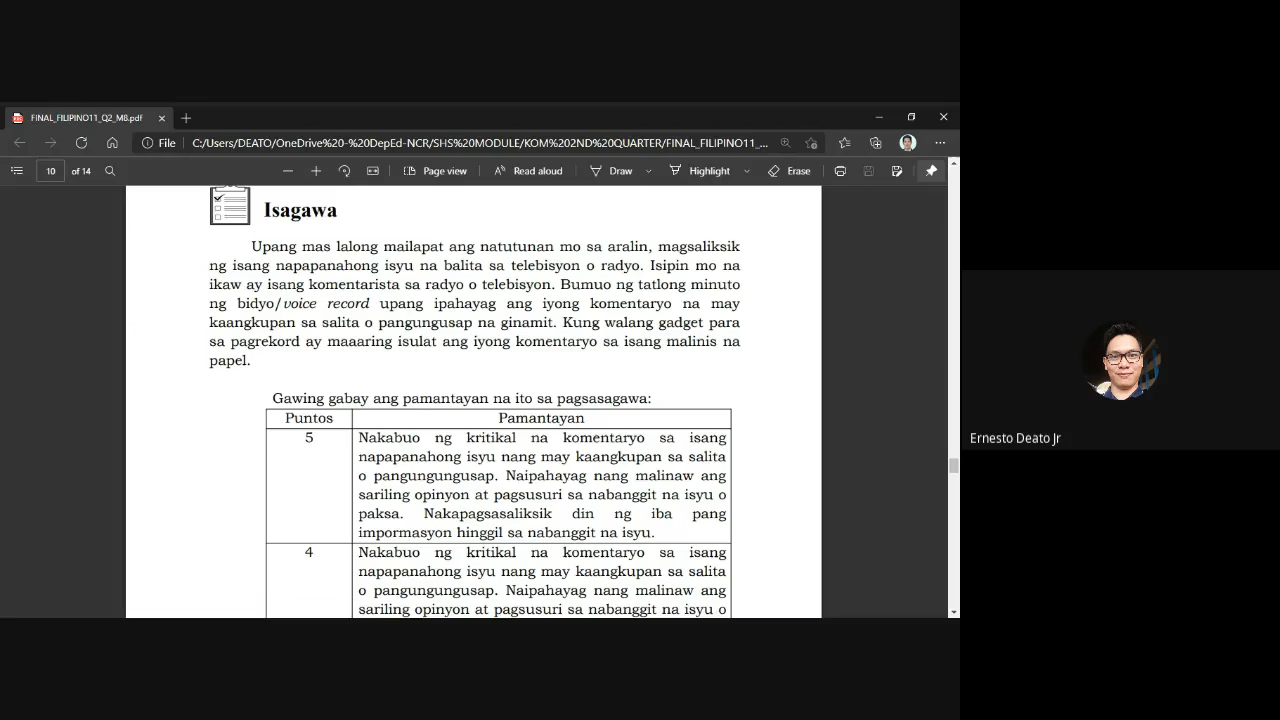 FINAL_FILIPINO11_Q2_M8.pdf
File C:/Users/DEATO/OneDrive%20-%20DepEd-NCR/SHS%20MODULE/KOM%202ND%20QUARTER/FINAL_FILIPINO11_...
10 of 14 Page view Read aloud Draw Highlight Erase
Isagawa
Upang mas lalong mailapat ang natutunan mo sa aralin, magsaliksik
ng isang napapanahong isyu na balita sa telebisyon o radyo. Isipin mo na
ikaw ay isang komentarista sa radyo o telebisyon. Bumuo ng tatlong minuto
ng bidyo/voice record upang ipahayag ang iyong komentaryo na may
kaangkupan sa salita o pangungusap na ginamit. Kung walang gadget para
sa pagrekord ay maaaring isulat ang iyong komentaryo sa isang malinis na
papel.
Gawing gabay ang pamantayan na ito sa pagsasagawa:
Puntos Pamantayan
5 Nakabuo ng kritikal na komentaryo sa isang
napapanahong isyu nang may kaangkupan sa salita
o pangungungusap. Naipahayag nang malinaw ang
sariling opinyon at pagsusuri sa nabanggit na isyu o
paksa. Nakapagsasaliksik din ng iba pang
impormasyon hinggil sa nabanggit na isyu.
4 Nakabuo ng kritikal na komentaryo sa isang
napapanahong isyu nang may kaangkupan sa salita
o pangungungusap. Naipahayag nang malinaw ang
sariling opinyon at pagsusuri sa nabanggit na isyu o
Ernesto Deato Jr